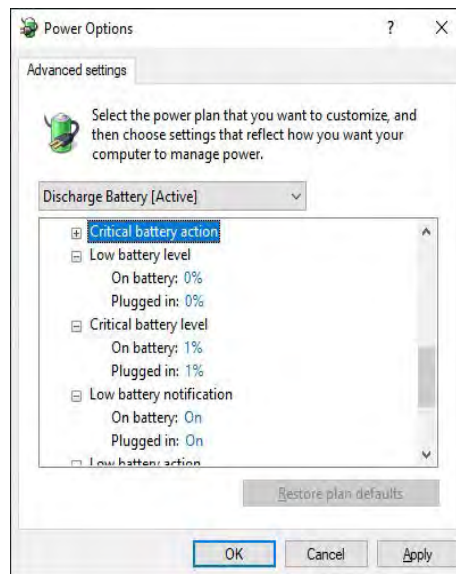 Power Options
Advanced settings
Select the power plan that you want to customize, and
then choose settings that reflect how you want your
computer to manage power.
Discharge Battery [Active]
Critical battery action
Low battery level
On battery: 0%
Plugged in: 0%
Critical battery level
On battery: 1%
Plugged in: 1%
Low battery notification
On battery: On
Plugged in: On
Low battery action
Restore plan defaults
OK Cancel Apply